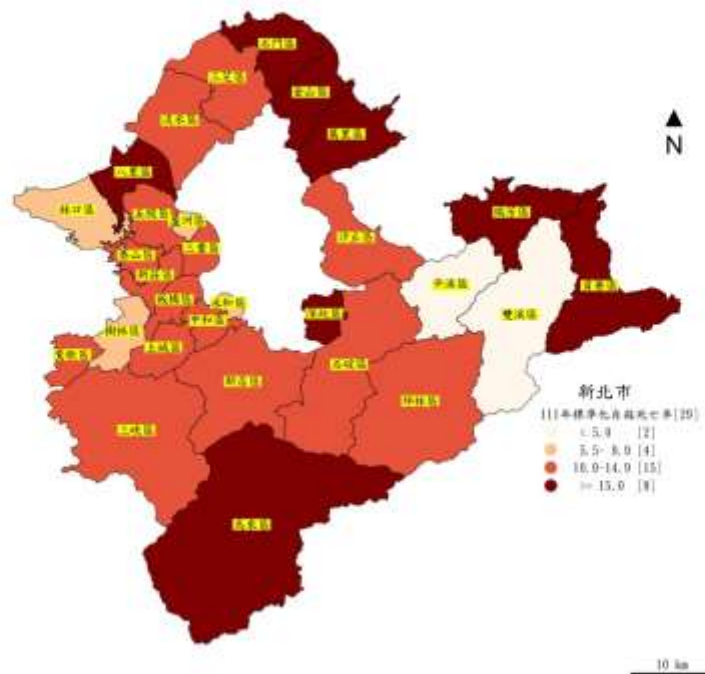 石門區
三芝區
金山區
淡水區
萬里區
N
八里區
林口區
五股區
蘆洲區
三重區
汐止區
瑞芳區
泰山區
新莊區
貢寮區
平溪區
板橋區
永和區
深坑區
雙溪區
中和區
樹林區
土城區
鶯歌區
新店區
石碇區
坪林區
三峽區
烏來區
新北市
111年標準化自殺死亡率[29]
[2]
5.5- 9.9 [4]
10.0-14.9 [15]
>= 15.0 [8]
10 km